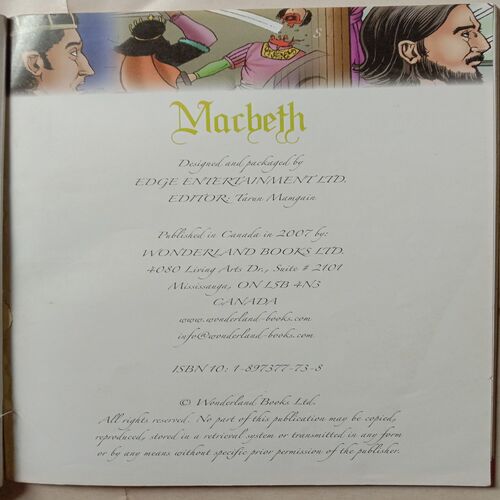 Macbeth
Designed and packaged by
EDGE ENTERTAINMENT LTD.
EDITOR: Tarun Mamgain
Published in Canada in 2007 by:
WONDERLAND BOOKS LTD.
4080 Living Arts Dr., Suite # 2101
Mississauga, ON L5B 4N3
CANADA
www.wonderland-books.com
info@wonderland-books.com
ISBN 10: 1-897377-73-8
© Wonderland Books Ltd.
All rights reserved. No part of this publication may be copied,
reproduced, stored in a retrieval system or transmitted in any form
or by any means without specific prior permission of the publisher.